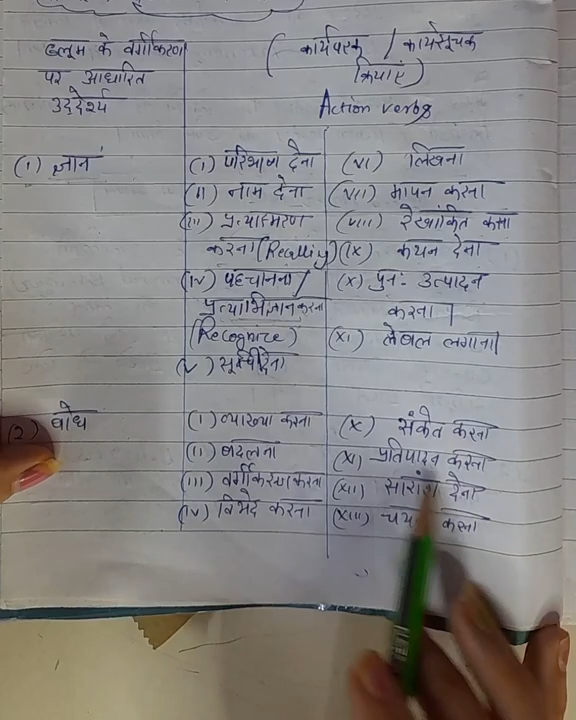 ब्लूम के वर्गीकरण
पर आधारित
उद्देश्य
( कार्यपरक / कार्यसूचक
क्रियाएं )
Action verbs
(1) ज्ञान
(i) परिभाषा देना
(ii) नाम देना
(iii) प्रत्यास्मरण
करना (Recalling)
(iv) पहचानना /
प्रत्याभिज्ञान करना
(Recognize)
(v) सूची देना
(vi) लिखना
(vii) मापन करना
(viii) रेखांकित करना
(ix) कथन देना
(x) पुन: उत्पादन
करना |
(xi) लेबल लगाना|
(2) बोध
(i) व्याख्या करना
(ii) बदलना
(iii) वर्गीकरण करना
(iv) विभेद करना
(x) संकेत करना
(xi) प्रतिपादन करना
(xii) सारांश देना
(xiii) करना